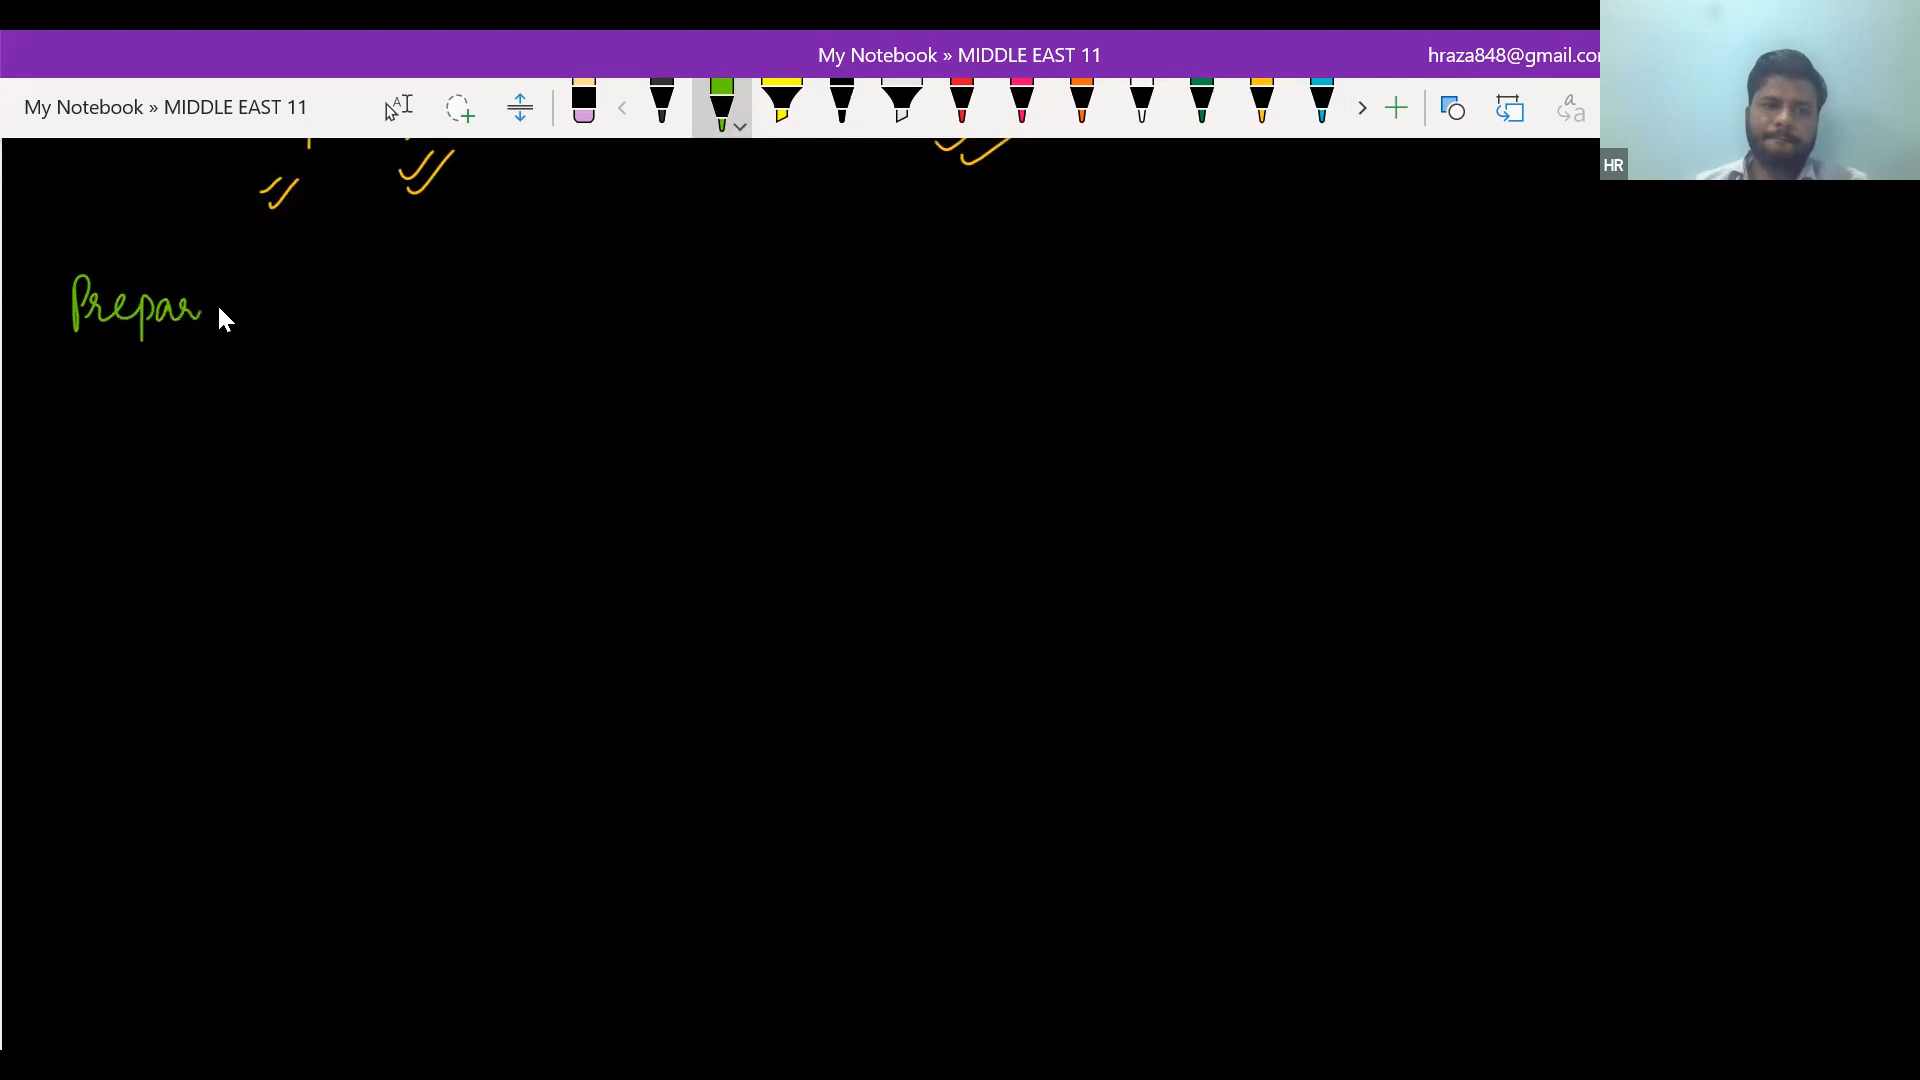 My Notebook » MIDDLE EAST 11
hraza848@gmail.co
My Notebook » MIDDLE EAST 11
HR
Prepar